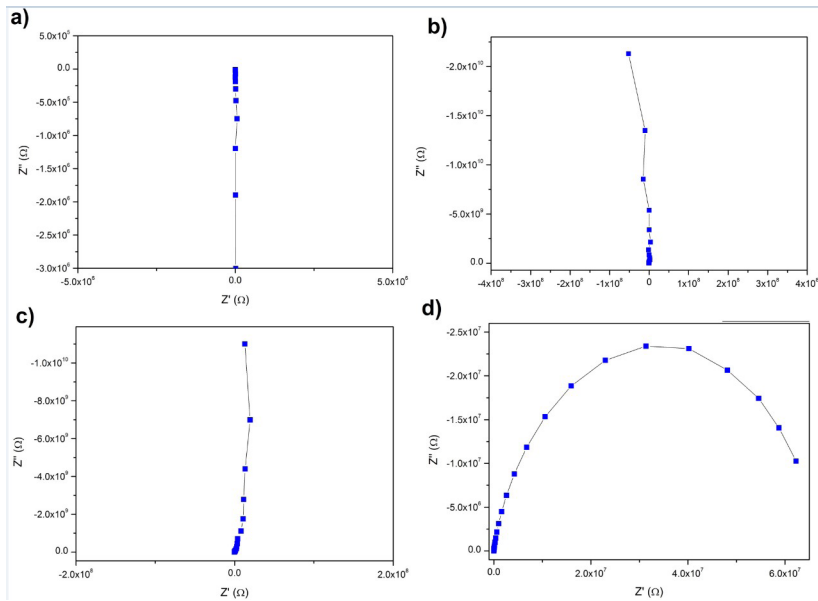 a)
5.0x10⁵
0.0
-5.0x10⁵
-1.0x10⁶
-1.5x10⁶
-2.0x10⁶
-2.5x10⁶
-3.0x10⁶
Z'' (Ω)
-5.0x10⁸
0.0
5.0x10⁸
Z' (Ω)
b)
-2.0x10¹⁰
-1.5x10¹⁰
-1.0x10¹⁰
-5.0x10⁹
0.0
Z'' (Ω)
-4x10⁸ -3x10⁸ -2x10⁸ -1x10⁸ 0 1x10⁸ 2x10⁸ 3x10⁸ 4x10⁸
Z' (Ω)
c)
-1.0x10¹⁰
-8.0x10⁹
-6.0x10⁹
-4.0x10⁹
-2.0x10⁹
0.0
Z'' (Ω)
-2.0x10⁸
0.0
2.0x10⁸
Z' (Ω)
d)
-2.5x10⁷
-2.0x10⁷
-1.5x10⁷
-1.0x10⁷
-5.0x10⁶
0.0
Z'' (Ω)
0.0
2.0x10⁷
4.0x10⁷
6.0x10⁷
Z' (Ω)